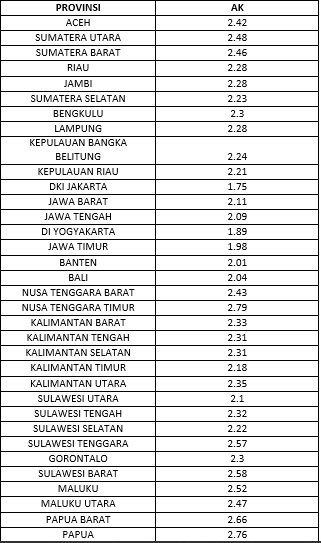 PROVINSI AK
ACEH 2.42
SUMATERA UTARA 2.48
SUMATERA BARAT 2.46
RIAU 2.28
JAMBI 2.28
SUMATERA SELATAN 2.23
BENGKULU 2.3
LAMPUNG 2.28
KEPULAUAN BANGKA
BELITUNG 2.24
KEPULAUAN RIAU 2.21
DKI JAKARTA 1.75
JAWA BARAT 2.11
JAWA TENGAH 2.09
DI YOGYAKARTA 1.89
JAWA TIMUR 1.98
BANTEN 2.01
BALI 2.04
NUSA TENGGARA BARAT 2.43
NUSA TENGGARA TIMUR 2.79
KALIMANTAN BARAT 2.33
KALIMANTAN TENGAH 2.31
KALIMANTAN SELATAN 2.31
KALIMANTAN TIMUR 2.18
KALIMANTAN UTARA 2.35
SULAWESI UTARA 2.1
SULAWESI TENGAH 2.32
SULAWESI SELATAN 2.22
SULAWESI TENGGARA 2.57
GORONTALO 2.3
SULAWESI BARAT 2.58
MALUKU 2.52
MALUKU UTARA 2.47
PAPUA BARAT 2.66
PAPUA 2.76